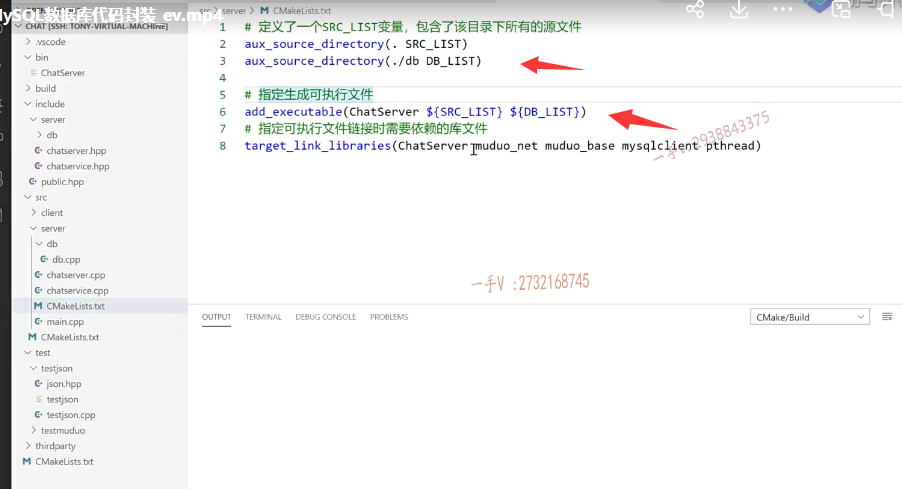 MySQL数据库代码封装_ev.mp4
CHAT [SSH: TONY-VIRTUAL-MACHINE]
.vscode
bin
ChatServer
build
include
server
db
chatserver.hpp
chatservice.hpp
public.hpp
src
client
server
db
db.cpp
chatserver.cpp
chatservice.cpp
CMakeLists.txt
main.cpp
CMakeLists.txt
test
testjson
json.hpp
testjson
testjson.cpp
testmuduo
thirdparty
CMakeLists.txt
src > server > CMakeLists.txt
1 # 定义了一个SRC_LIST变量，包含了该目录下所有的源文件
2 aux_source_directory(. SRC_LIST)
3 aux_source_directory(./db DB_LIST)
4
5 # 指定生成可执行文件
6 add_executable(ChatServer ${SRC_LIST} ${DB_LIST})
7 # 指定可执行文件链接时需要依赖的库文件
8 target_link_libraries(ChatServer muduo_net muduo_base mysqlclient pthread)
一手V :2938843375
一手V :2732168745
OUTPUT TERMINAL DEBUG CONSOLE PROBLEMS CMake/Build